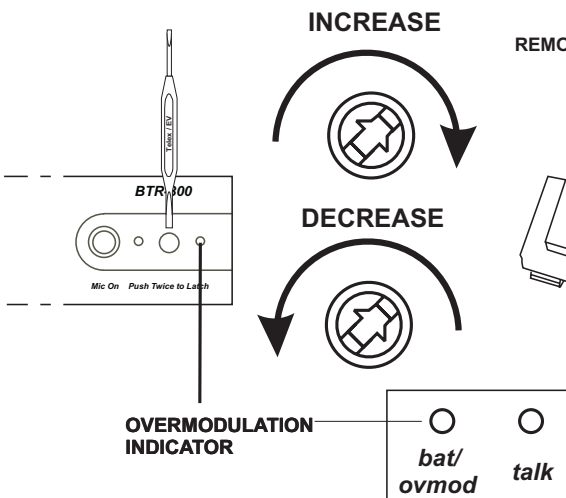 INCREASE
REMO
Telex / EV
BTR-800
DECREASE
Mic On Push Twice to Latch
OVERMODULATION
INDICATOR
bat/
ovmod
talk